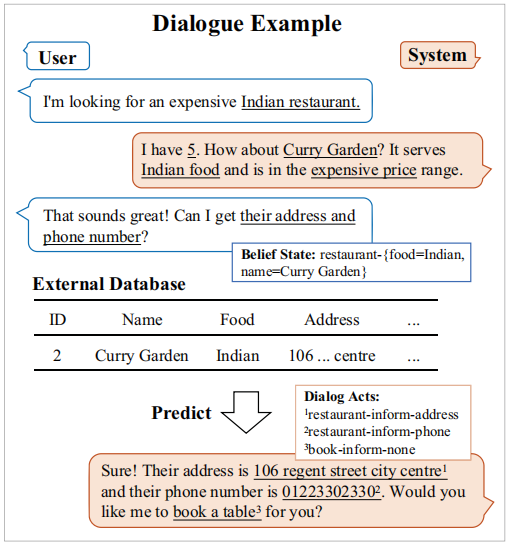 Dialogue Example
User
System
I'm looking for an expensive Indian restaurant.
I have 5. How about Curry Garden? It serves
Indian food and is in the expensive price range.
That sounds great! Can I get their address and
phone number?
Belief State: restaurant-{food=Indian,
name=Curry Garden}
External Database
ID Name Food Address ...
2 Curry Garden Indian 106 ... centre ...
Predict
Dialog Acts:
¹restaurant-inform-address
²restaurant-inform-phone
³book-inform-none
Sure! Their address is 106 regent street city centre¹
and their phone number is 01223302330². Would you
like me to book a table³ for you?